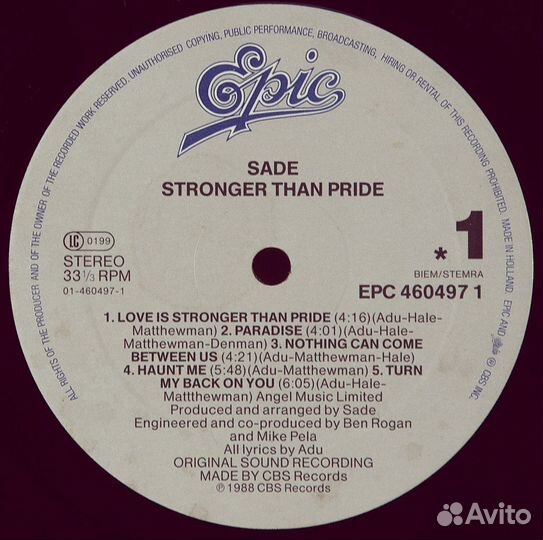 ALL RIGHTS OF THE PRODUCER AND OF THE OWNER OF THE RECORDED WORK RESERVED. UNAUTHORISED COPYING, PUBLIC PERFORMANCE, BROADCASTING, HIRING OR RENTAL OF THIS RECORDING PROHIBITED. MADE IN HOLLAND. EPIC AND
℗ CBS INC.
Epic
SADE
STRONGER THAN PRIDE
LC 0199
STEREO
33 1/3 RPM
01-460497-1
* 1
BIEM/STEMRA
EPC 460497 1
1. LOVE IS STRONGER THAN PRIDE (4:16)(Adu-Hale-
Matthewman) 2. PARADISE (4:01)(Adu-Hale-
Matthewman-Denman) 3. NOTHING CAN COME
BETWEEN US (4:21)(Adu-Matthewman-Hale)
4. HAUNT ME (5:48)(Adu-Matthewman) 5. TURN
MY BACK ON YOU (6:05)(Adu-Hale-
Mattthewman) Angel Music Limited
Produced and arranged by Sade
Engineered and co-produced by Ben Rogan
and Mike Pela
All lyrics by Adu
ORIGINAL SOUND RECORDING
MADE BY CBS Records
℗ 1988 CBS Records
Avito